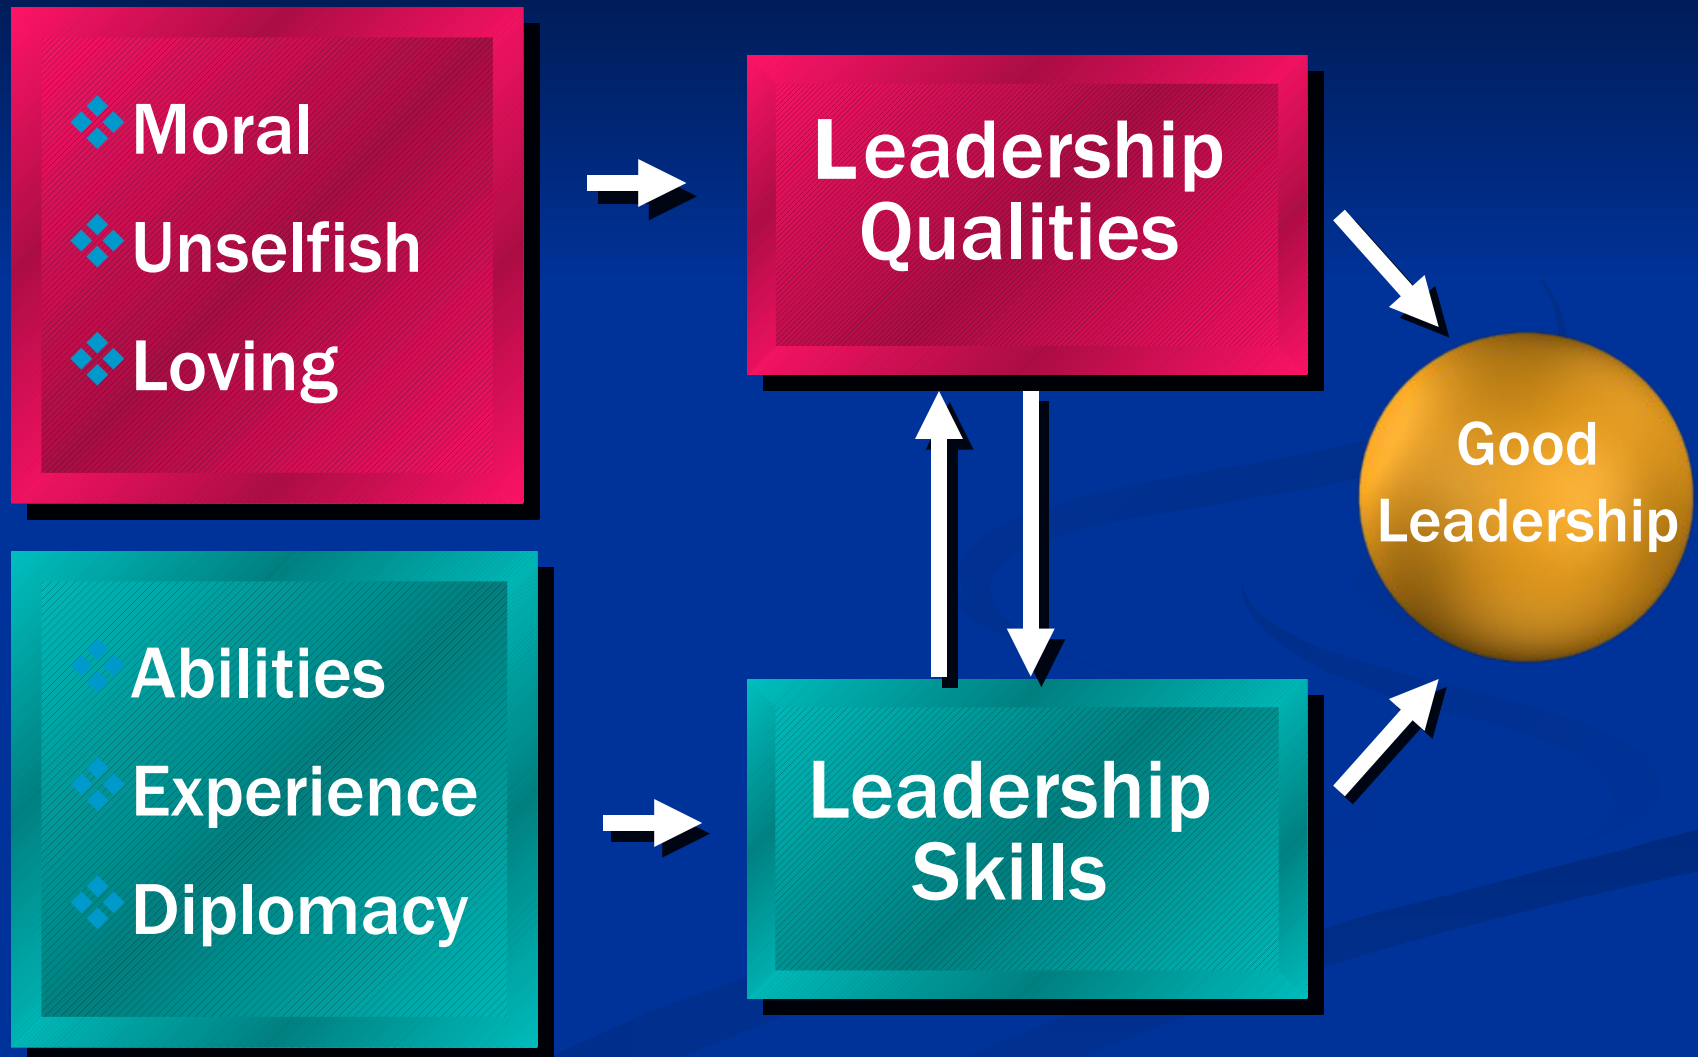 Moral
Unselfish
Loving
Leadership
Qualities
Good
Leadership
Abilities
Experience
Diplomacy
Leadership
Skills